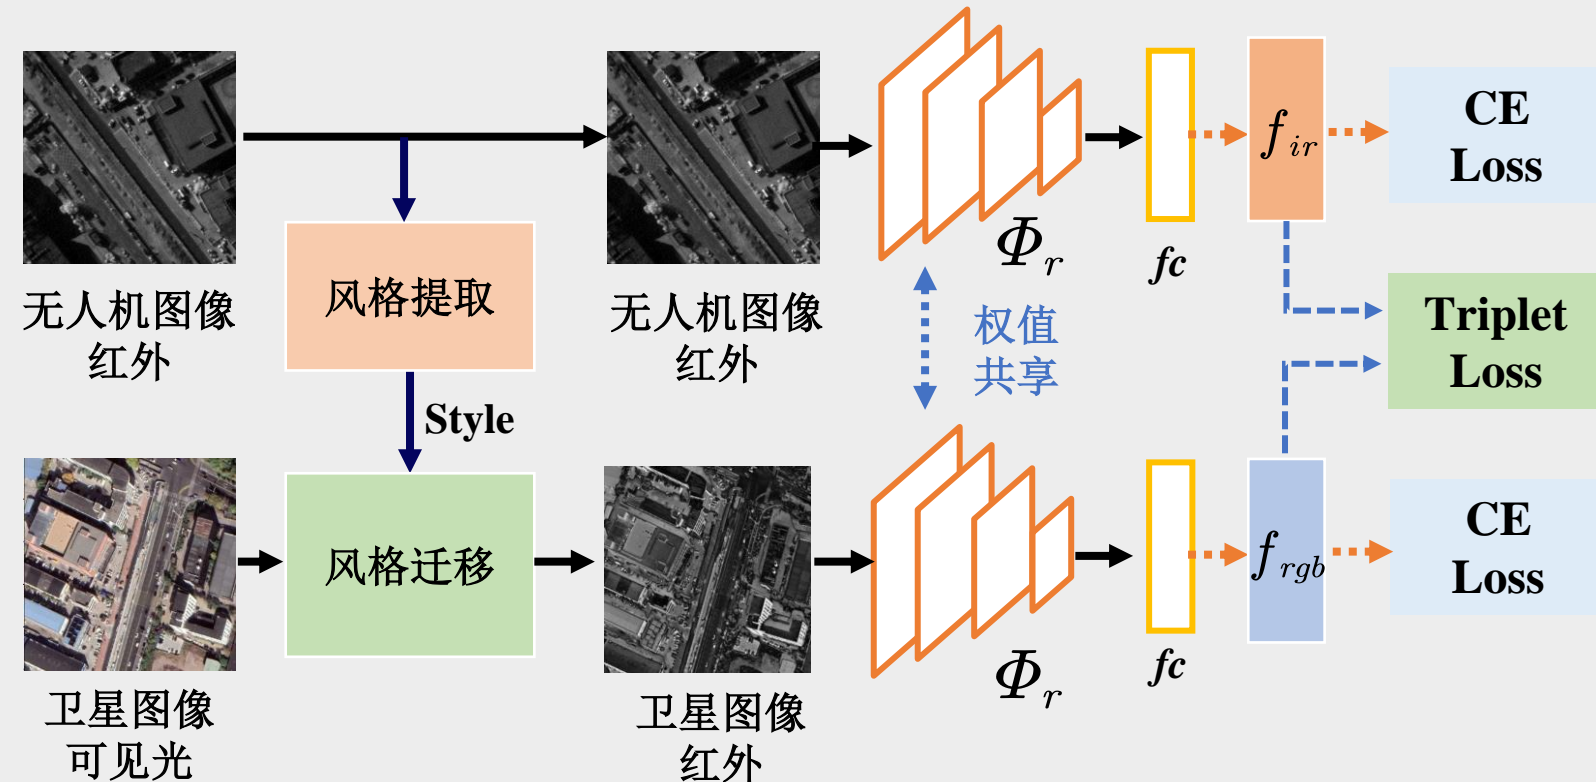 无人机图像
红外
风格提取
Style
无人机图像
红外
Φr
fc
fir
CE
Loss
权值
共享
Triplet
Loss
卫星图像
可见光
风格迁移
卫星图像
红外
Φr
fc
frgb
CE
Loss